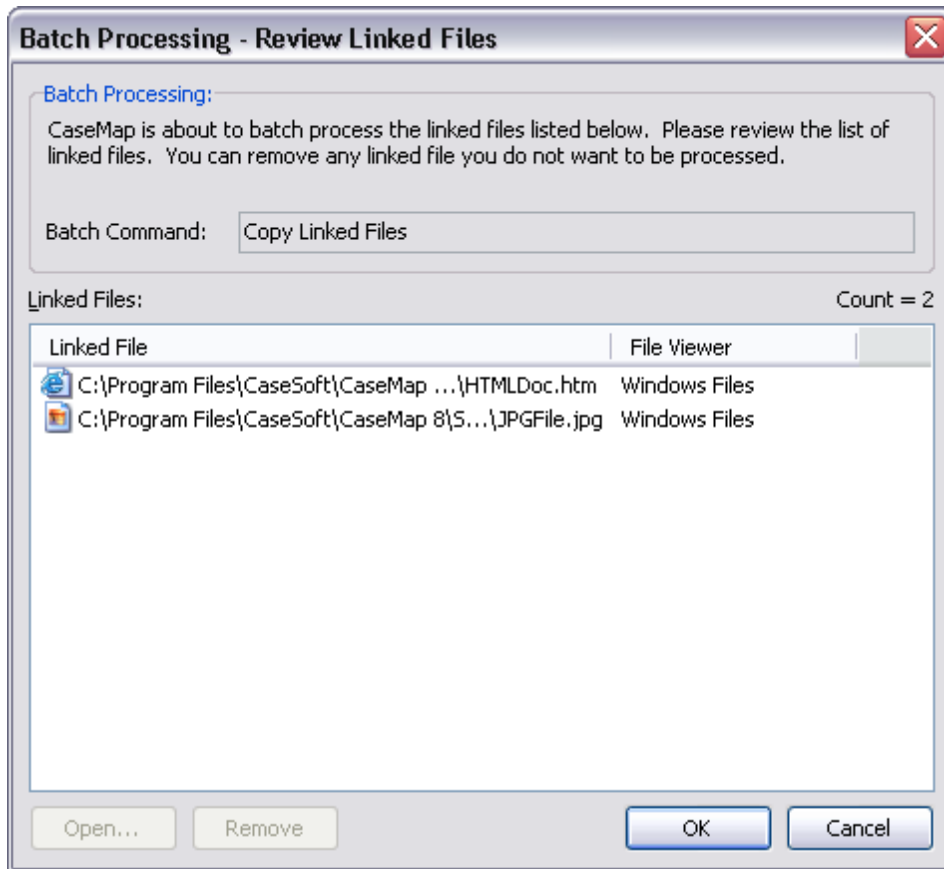 Batch Processing - Review Linked Files
Batch Processing:
CaseMap is about to batch process the linked files listed below.  Please review the list of
linked files.  You can remove any linked file you do not want to be processed.
Batch Command: Copy Linked Files
Linked Files: Count = 2
Linked File File Viewer
C:\Program Files\CaseSoft\CaseMap ...\HTMLDoc.htm Windows Files
C:\Program Files\CaseSoft\CaseMap 8\S...\JPGFile.jpg Windows Files
Open... Remove OK Cancel